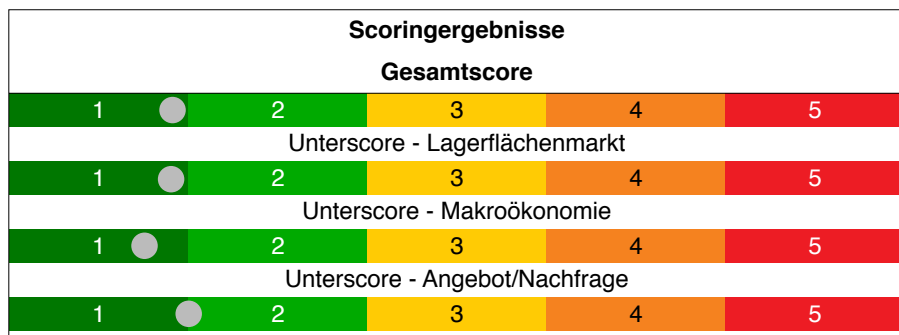 Scoringergebnisse
Gesamtscore
1 2 3 4 5
Unterscore - Lagerflächenmarkt
1 2 3 4 5
Unterscore - Makroökonomie
1 2 3 4 5
Unterscore - Angebot/Nachfrage
1 2 3 4 5